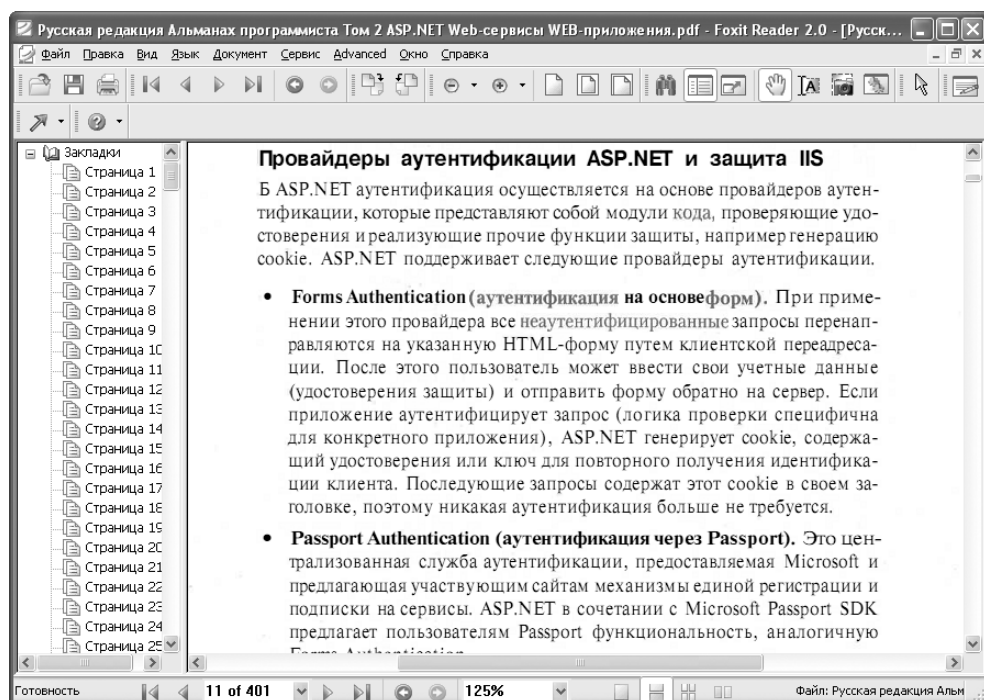 Русская редакция Альманах программиста Том 2 ASP.NET Web-сервисы WEB-приложения.pdf - Foxit Reader 2.0 - [Русск...
Файл Правка Вид Язык Документ Сервис Advanced Окно Справка
Закладки
Страница 1
Страница 2
Страница 3
Страница 4
Страница 5
Страница 6
Страница 7
Страница 8
Страница 9
Страница 10
Страница 11
Страница 12
Страница 13
Страница 14
Страница 15
Страница 16
Страница 17
Страница 18
Страница 19
Страница 20
Страница 21
Страница 22
Страница 23
Страница 24
Страница 25
Провайдеры аутентификации ASP.NET и защита IIS
Б ASP.NET аутентификация осуществляется на основе провайдеров аутен-
тификации, которые представляют собой модули кода, проверяющие удо-
стоверения и реализующие прочие функции защиты, например генерацию
cookie. ASP.NET поддерживает следующие провайдеры аутентификации.
• Forms Authentication (аутентификация на основе форм). При приме-
нении этого провайдера все неаутентифицированные запросы перенап-
равляются на указанную HTML-форму путем клиентской переадреса-
ции. После этого пользователь может ввести свои учетные данные
(удостоверения защиты) и отправить форму обратно на сервер. Если
приложение аутентифицирует запрос (логика проверки специфична
для конкретного приложения), ASP.NET генерирует cookie, содержа-
щий удостоверения или ключ для повторного получения идентифика-
ции клиента. Последующие запросы содержат этот cookie в своем за-
головке, поэтому никакая аутентификация больше не требуется.
• Passport Authentication (аутентификация через Passport). Это цен-
трализованная служба аутентификации, предоставляемая Microsoft и
предлагающая участвующим сайтам механизмы единой регистрации и
подписки на сервисы. ASP.NET в сочетании с Microsoft Passport SDK
предлагает пользователям Passport функциональность, аналогичную
Forms Authentication
Готовность 11 of 401 125% Файл: Русская редакция Альм